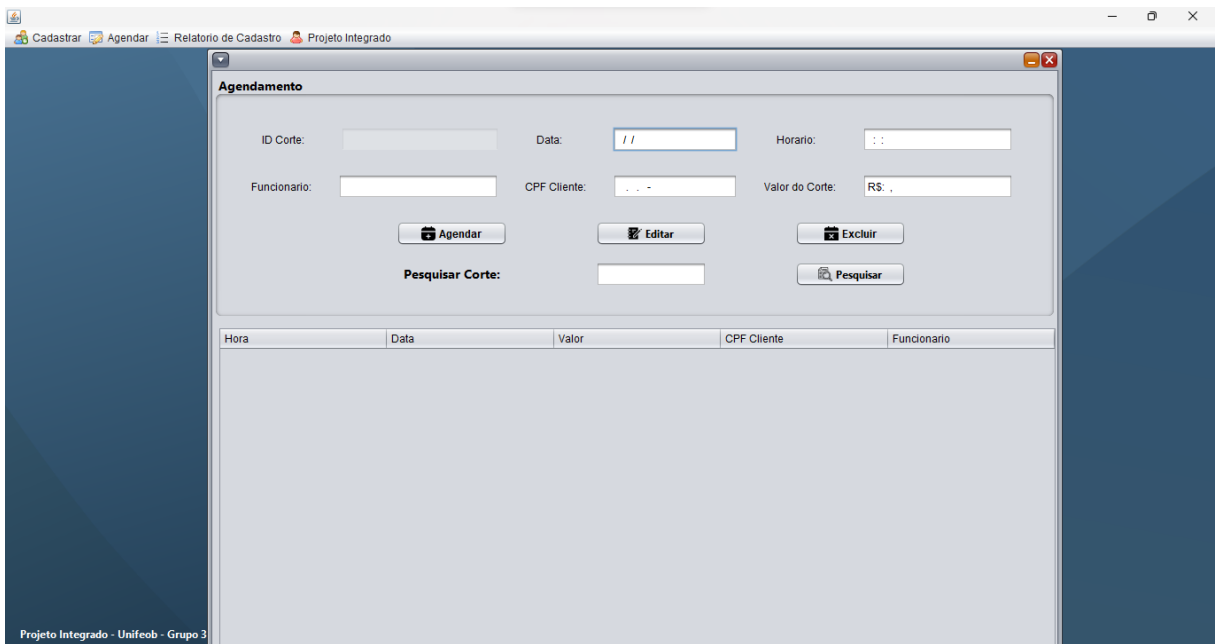 Cadastrar Agendar Relatorio de Cadastro Projeto Integrado
Agendamento
ID Corte: Data: / / Horario: : :
Funcionario: CPF Cliente: . . - Valor do Corte: R$: ,
Agendar Editar Excluir
Pesquisar Corte: Pesquisar
Hora Data Valor CPF Cliente Funcionario
Projeto Integrado - Unifeob - Grupo 3